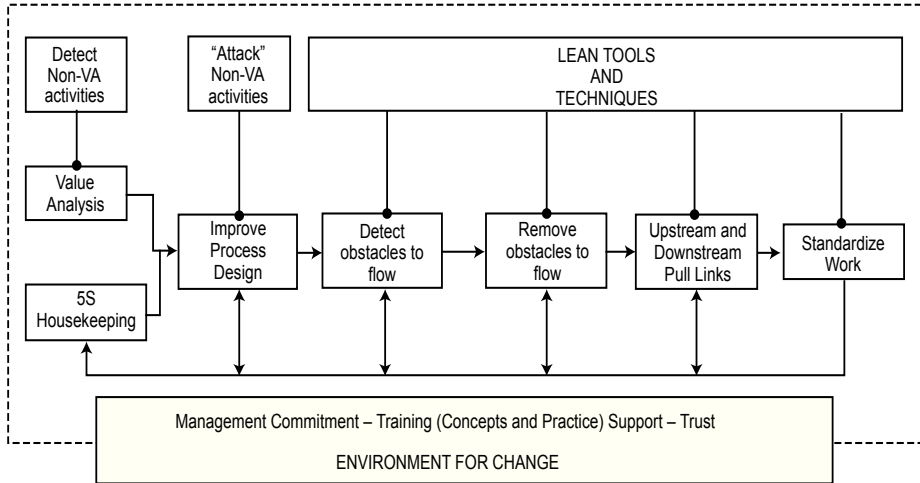 Detect
Non-VA
activities
“Attack”
Non-VA
activities
LEAN TOOLS
AND
TECHNIQUES
Value
Analysis
Improve
Process
Design
Detect
obstacles to
flow
Remove
obstacles to
flow
Upstream and
Downstream
Pull Links
Standardize
Work
5S
Housekeeping
Management Commitment – Training (Concepts and Practice) Support – Trust
ENVIRONMENT FOR CHANGE